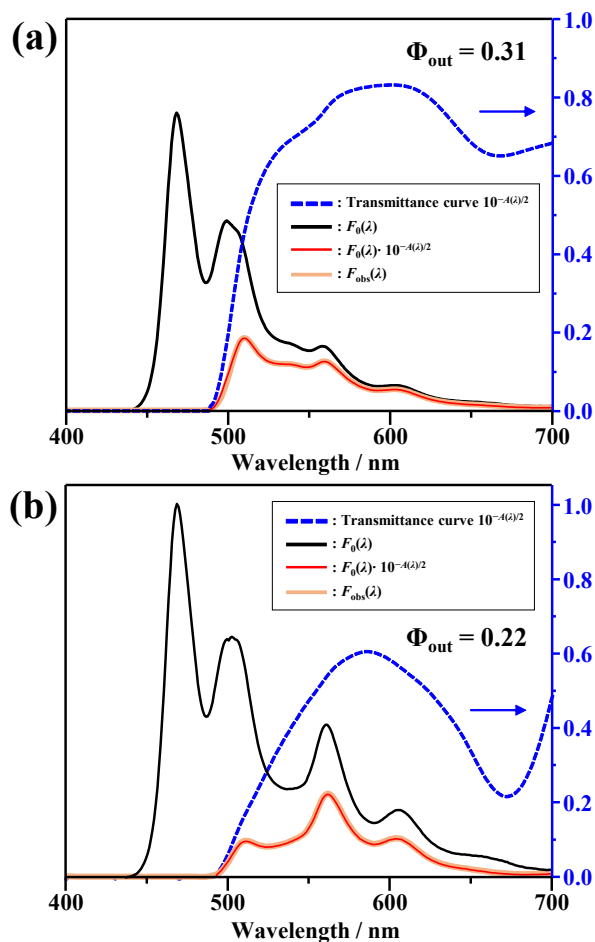 (a)
Φout = 0.31
1.0
0.8
0.6
0.4
0.2
0.0
: Transmittance curve 10−A(λ)/2
: F0(λ)
: F0(λ)· 10−A(λ)/2
: Fobs(λ)
400 500 600 700
Wavelength / nm
(b)
: Transmittance curve 10−A(λ)/2
: F0(λ)
: F0(λ)· 10−A(λ)/2
: Fobs(λ)
Φout = 0.22
1.0
0.8
0.6
0.4
0.2
0.0
400 500 600 700
Wavelength / nm